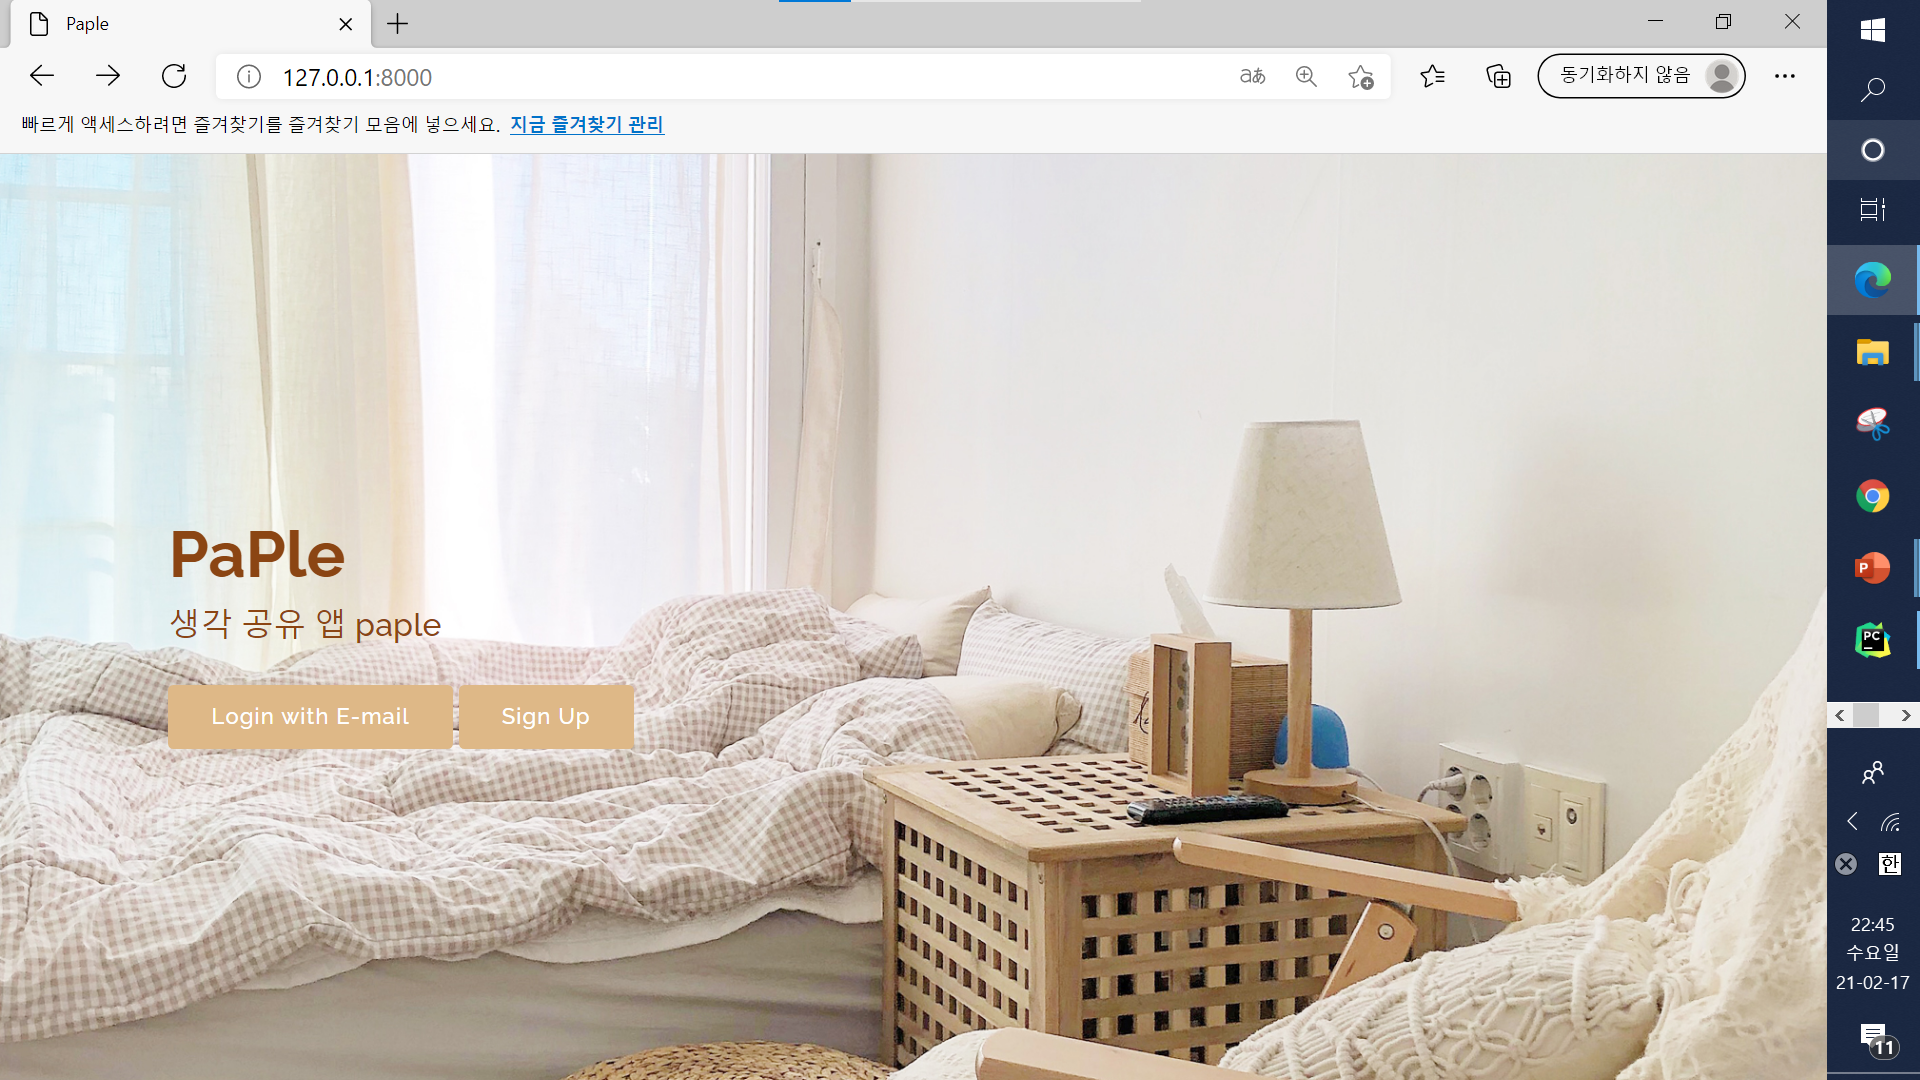 Paple
127.0.0.1:8000
aあ
동기화하지 않음
빠르게 액세스하려면 즐겨찾기를 즐겨찾기 모음에 넣으세요. 지금 즐겨찾기 관리
PaPle
생각 공유 앱 paple
Login with E-mail
Sign Up
P
PC
한
22:45
수요일
21-02-17
11